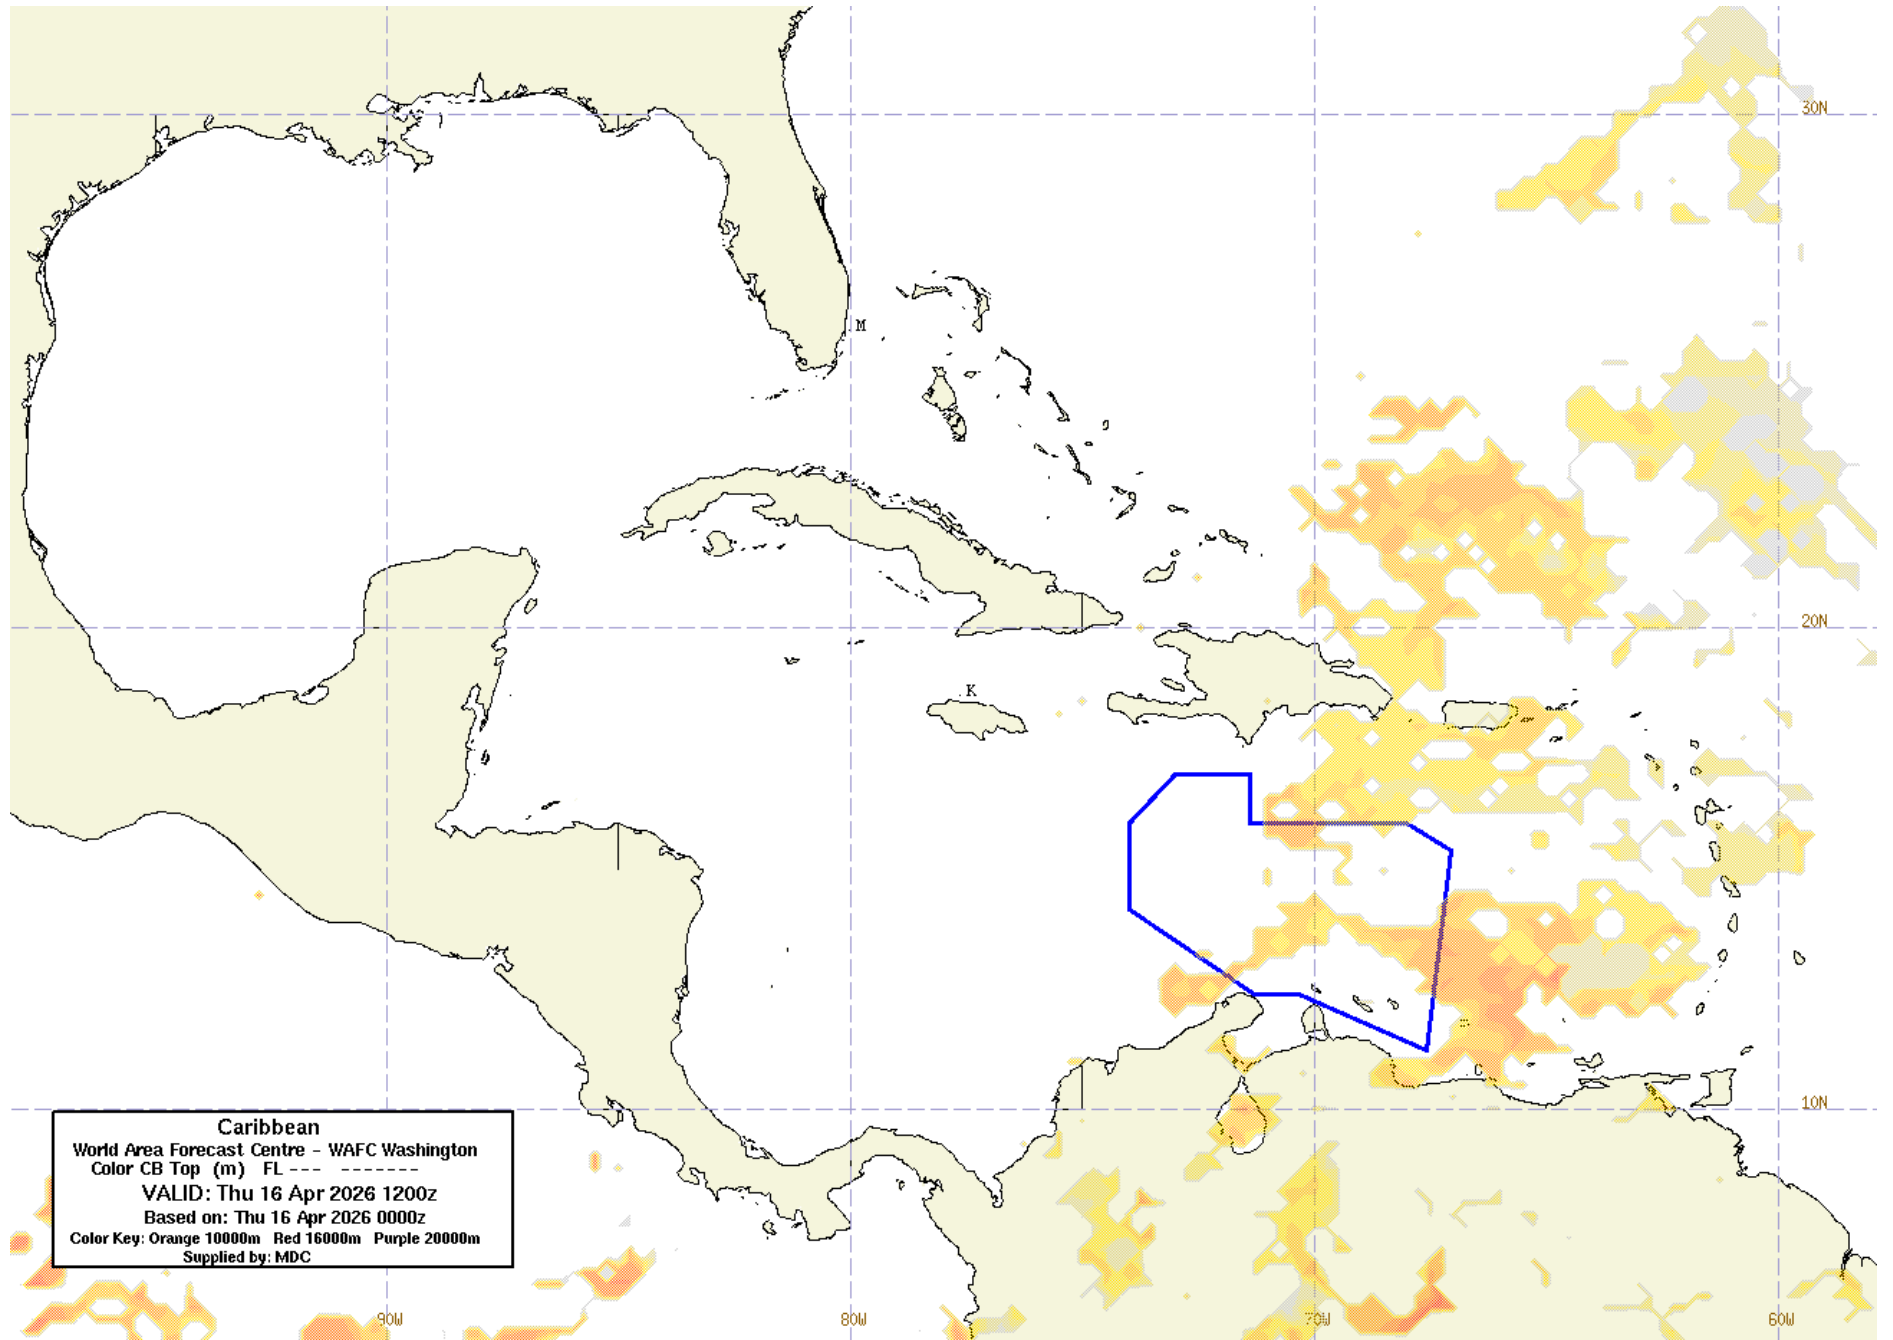 30N
M
20N
K
C
10N
Caribbean
World Area Forecast Centre - WAFC Washington
Color CB Top (m) FL --- -------
VALID: Thu 16 Apr 2026 1200z
Based on: Thu 16 Apr 2026 0000z
Color Key: Orange 10000m Red 16000m Purple 20000m
Supplied by: MDC
90W 80W 70W 60W